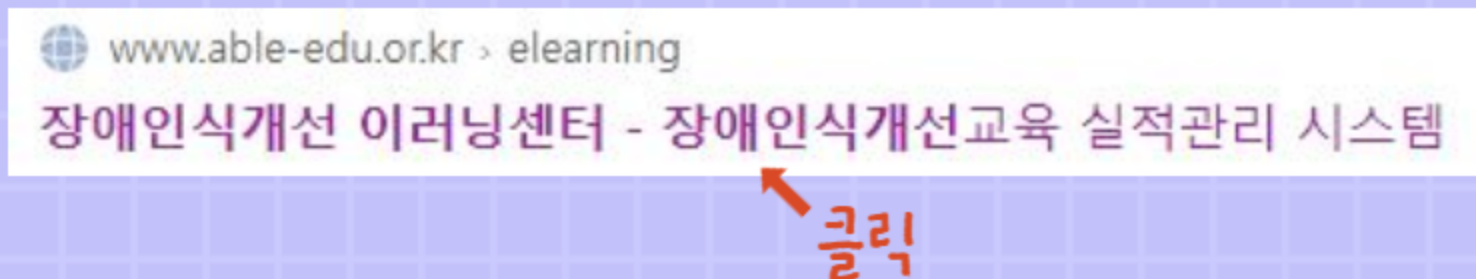 www.able-edu.or.kr › elearning
장애인식개선 이러닝센터 - 장애인식개선교육 실적관리 시스템
클릭